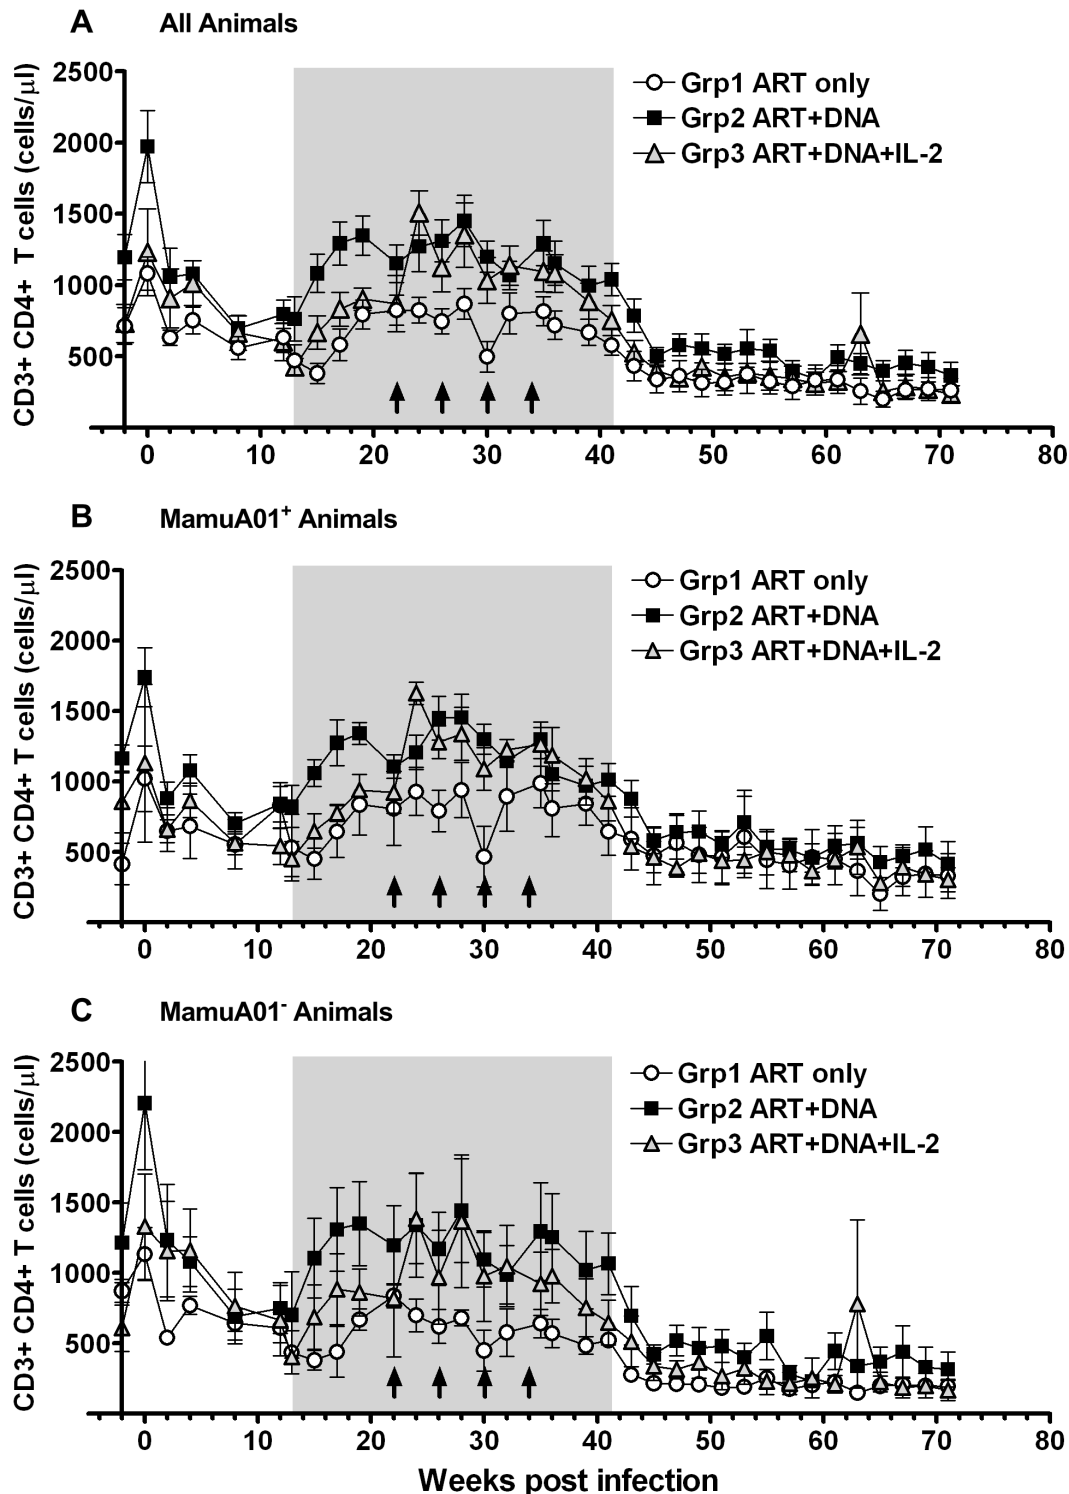 A All Animals
CD3+ CD4+ T cells (cells/µl)
2500
2000
1500
1000
500
Grp1 ART only
Grp2 ART+DNA
Grp3 ART+DNA+IL-2
0 10 20 30 40 50 60 70 80
B MamuA01+ Animals
CD3+ CD4+ T cells (cells/µl)
2500
2000
1500
1000
500
Grp1 ART only
Grp2 ART+DNA
Grp3 ART+DNA+IL-2
0 10 20 30 40 50 60 70 80
C MamuA01- Animals
CD3+ CD4+ T cells (cells/µl)
2500
2000
1500
1000
500
Grp1 ART only
Grp2 ART+DNA
Grp3 ART+DNA+IL-2
0 10 20 30 40 50 60 70 80
Weeks post infection